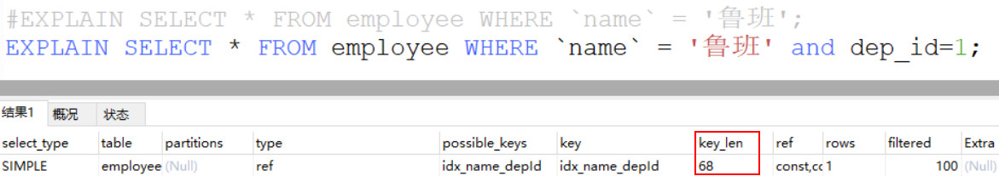 #EXPLAIN SELECT * FROM employee WHERE `name` = '鲁班';
EXPLAIN SELECT * FROM employee WHERE `name` = '鲁班' and dep_id=1;
结果1 概况 状态
select_type table partitions type possible_keys key key_len ref rows filtered Extra
SIMPLE employee (Null) ref idx_name_depId idx_name_depId 68 const,cc 1 100 (Null)